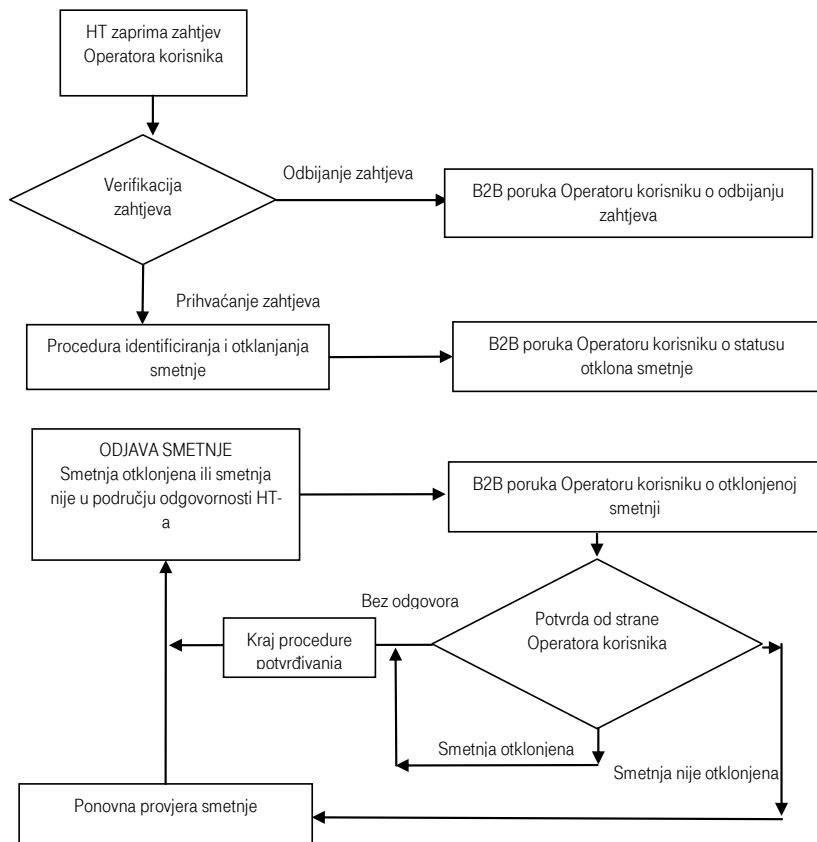 HT zaprima zahtjev
Operatora korisnika
Verifikacija
zahtjeva
Odbijanje zahtjeva
B2B poruka Operatoru korisniku o odbijanju
zahtjeva
Prihvaćanje zahtjeva
Procedura identificiranja i otklanjanja
smetnje
B2B poruka Operatoru korisniku o statusu
otklona smetnje
ODJAVA SMETNJE
Smetnja otklonjena ili smetnja
nije u području odgovornosti HT-
a
B2B poruka Operatoru korisniku o otklonjenoj
smetnji
Bez odgovora
Kraj procedure
potvrđivanja
Potvrda od strane
Operatora korisnika
Smetnja otklonjena
Smetnja nije otklonjena
Ponovna provjera smetnje